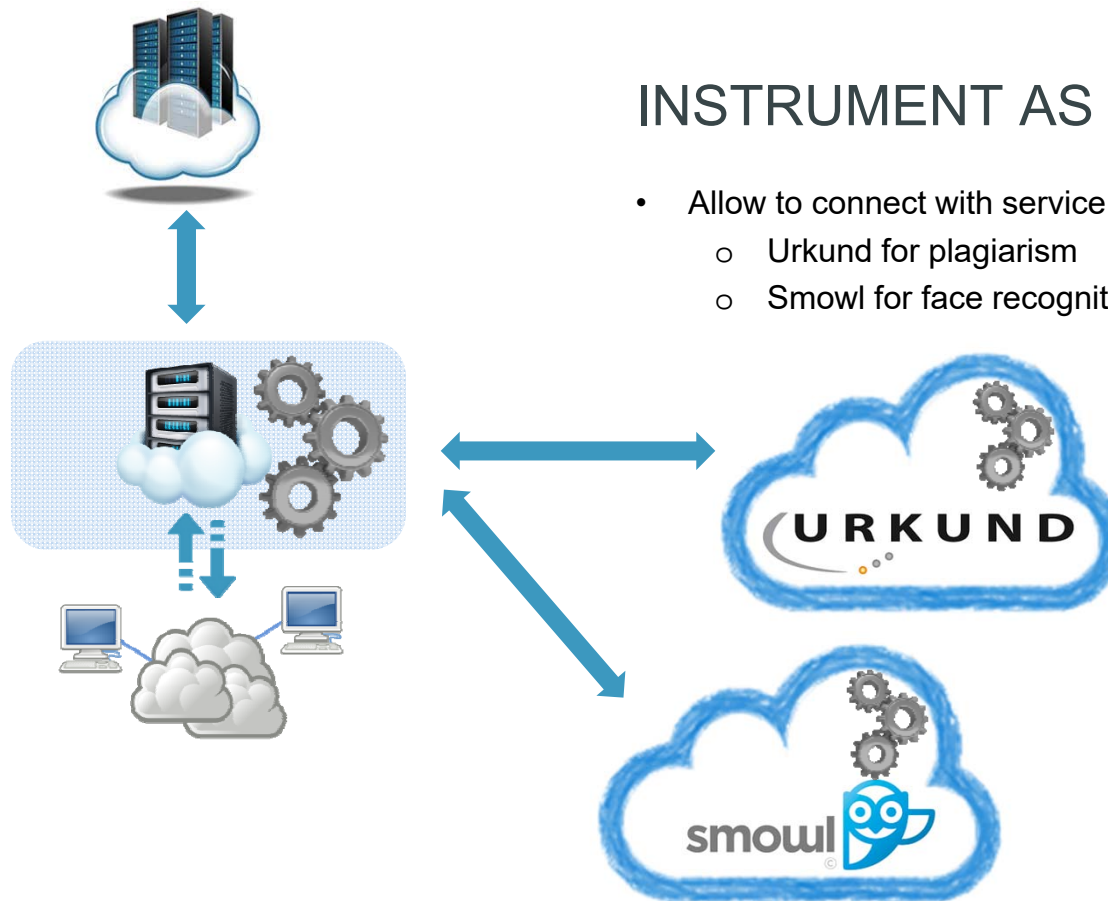 INSTRUMENT AS
• Allow to connect with service
o Urkund for plagiarism
o Smowl for face recognit
URKUND
smowl
©